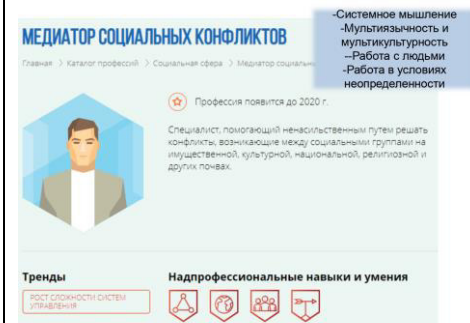 МЕДИАТОР СОЦИАЛЬНЫХ КОНФЛИКТОВ
Главная > Каталог профессий > Социальная сфера > Медиатор социальн
-Системное мышление
-Мультиязычность и
мультикультурность
--Работа с людьми
-Работа в условиях
неопределенности
Профессия появится до 2020 г.
Специалист, помогающий ненасильственным путем решать
конфликты, возникающие между социальными группами на
имущественной, культурной, национальной, религиозной и
других почвах.
Тренды
РОСТ СЛОЖНОСТИ СИСТЕМ
УПРАВЛЕНИЯ
Надпрофессиональные навыки и умения